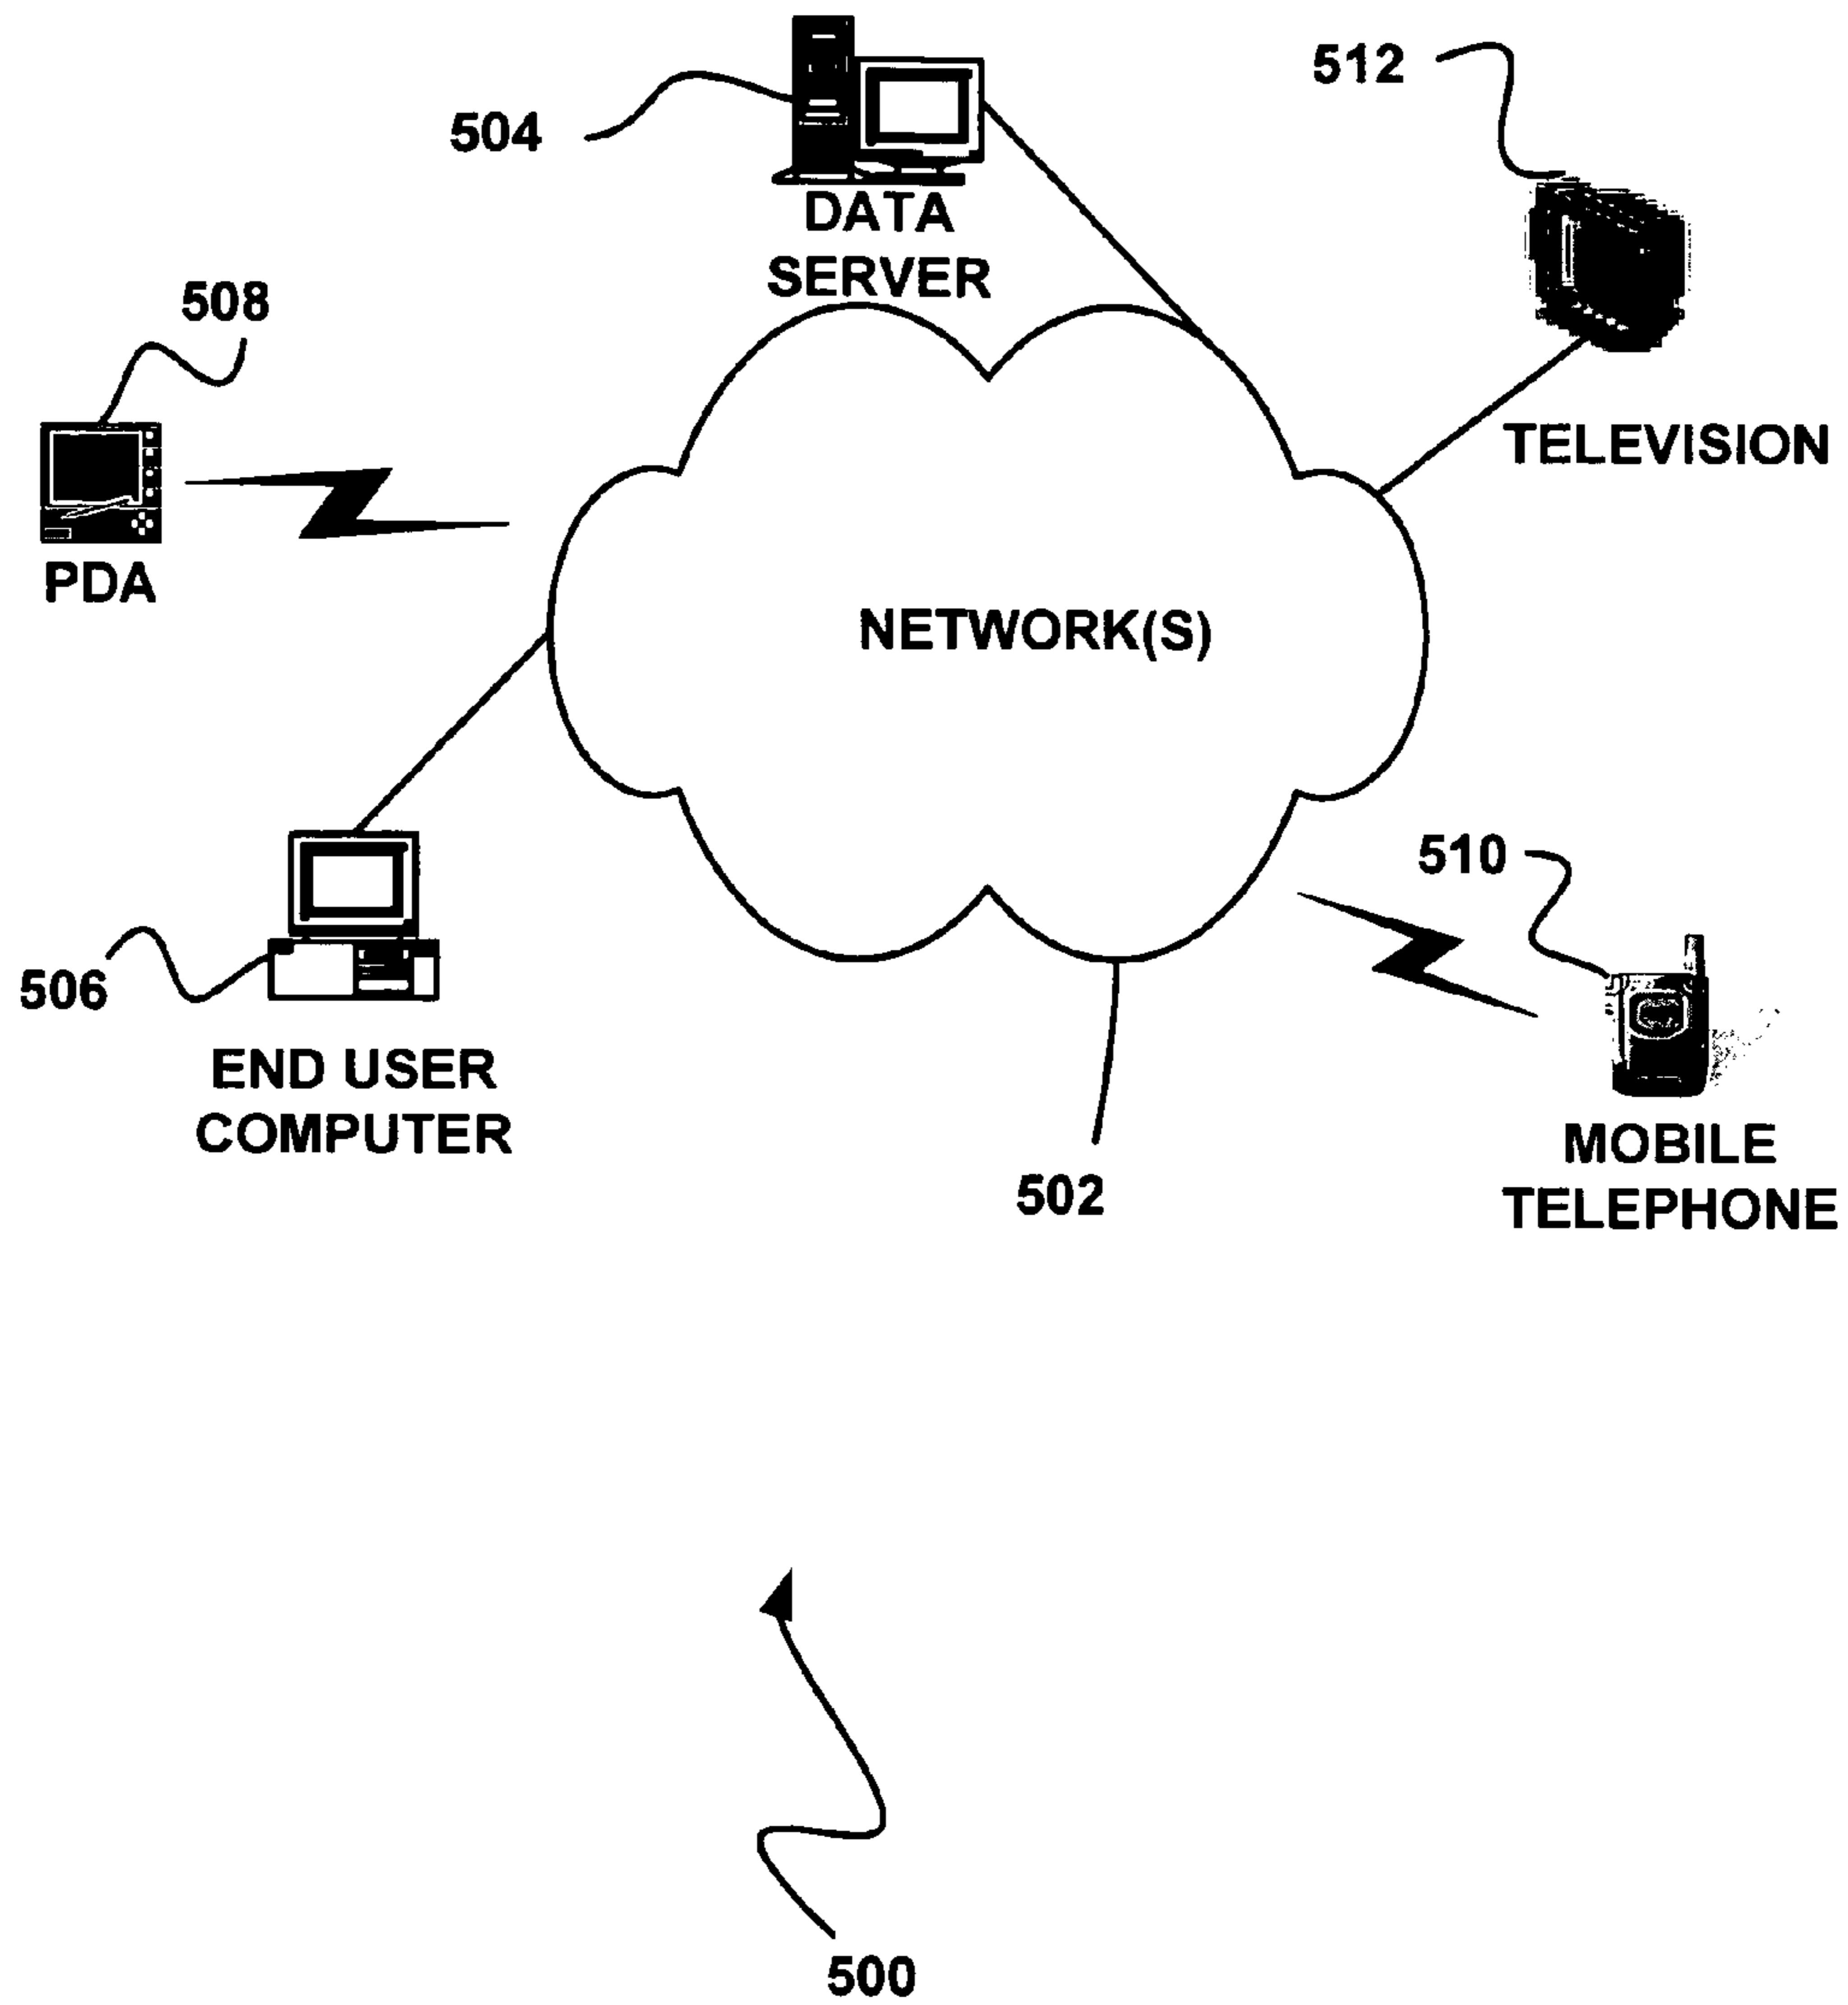 512
504
DATA
SERVER
508
TELEVISION
PDA
NETWORK(S)
510
506
END USER
COMPUTER
MOBILE
TELEPHONE
502
500